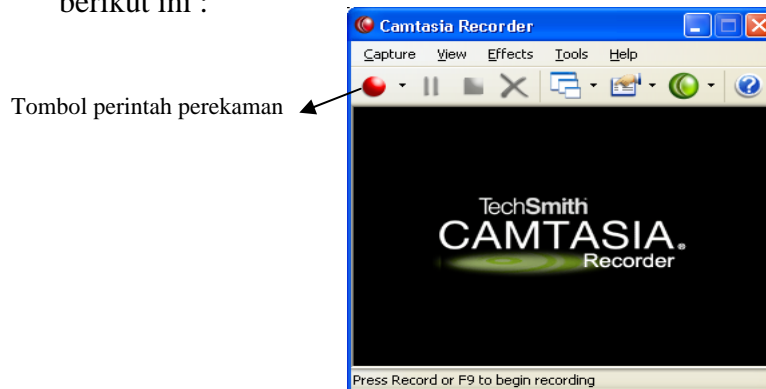 berikut ini :
Camtasia Recorder
Capture View Effects Tools Help
Tombol perintah perekaman
TechSmith
CAMTASIA®
Recorder
Press Record or F9 to begin recording